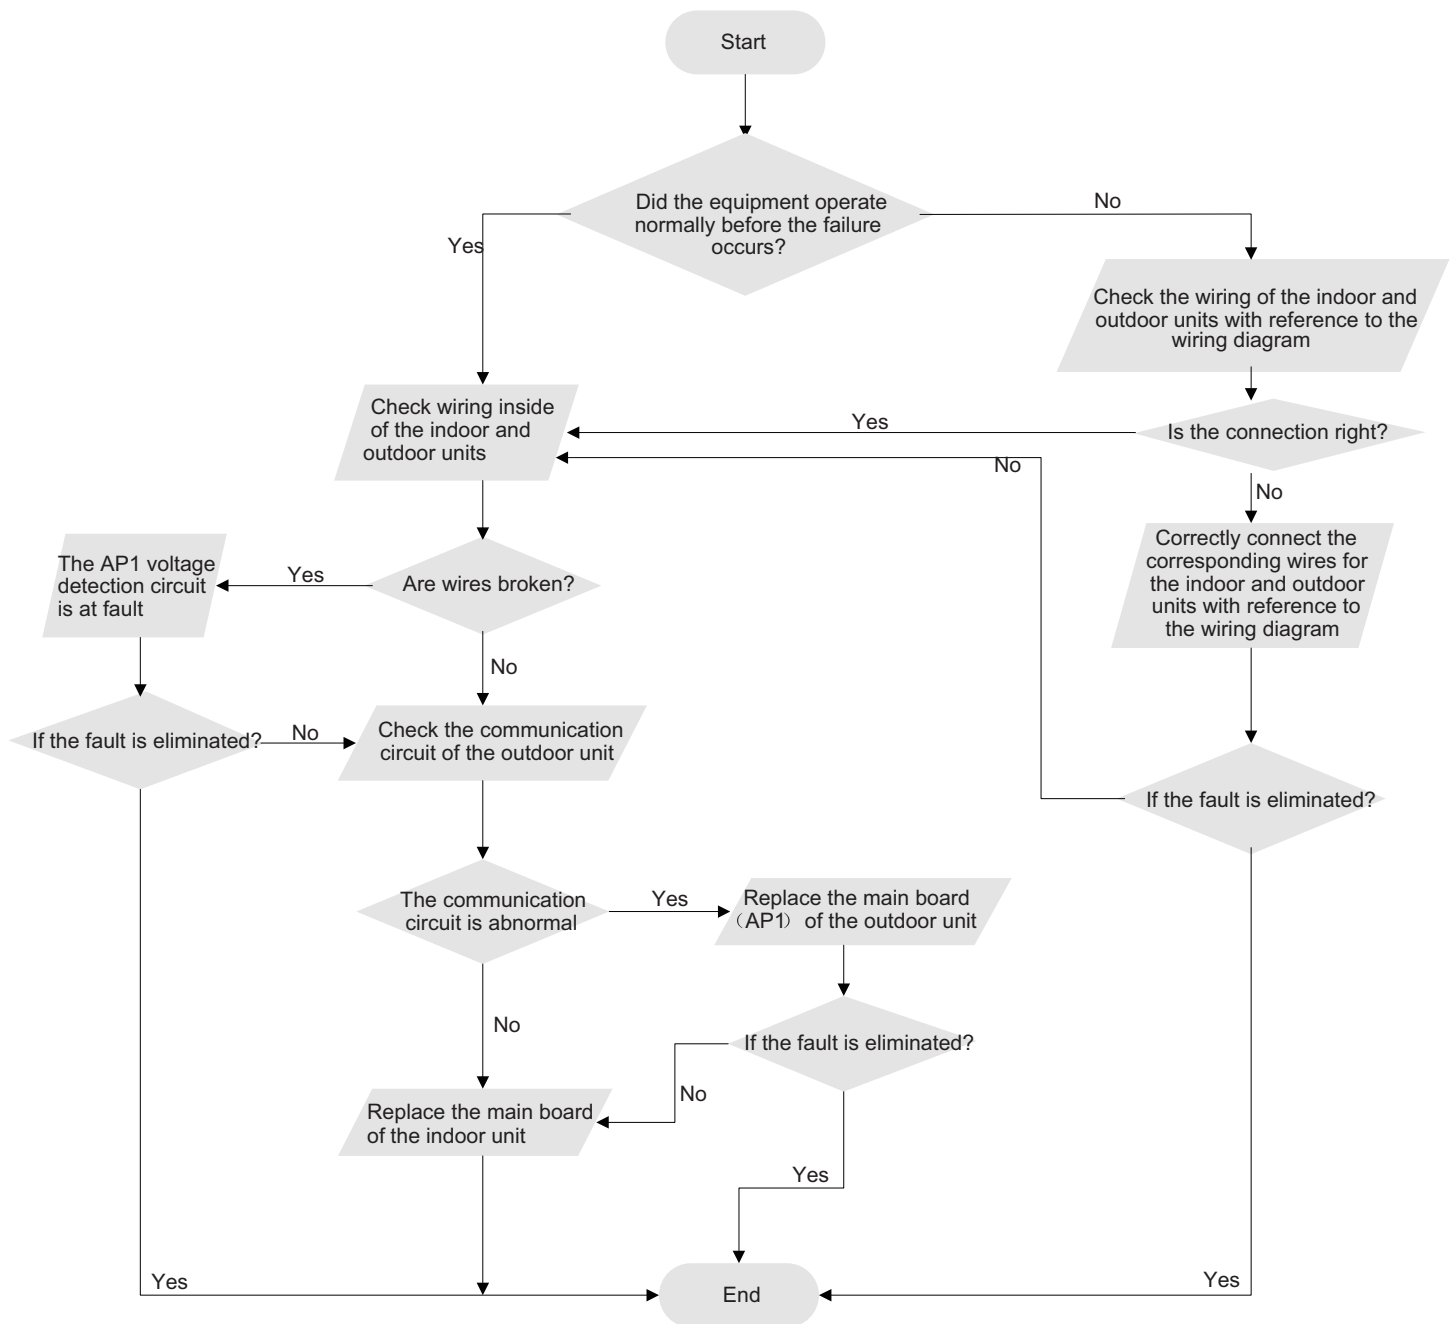 Start
Did the equipment operate
normally before the failure
occurs?
No
Yes
Check the wiring of the indoor and
outdoor units with reference to the
wiring diagram
Check wiring inside
of the indoor and
outdoor units
Yes
Is the connection right?
No
No
Correctly connect the
corresponding wires for
the indoor and outdoor
units with reference to
the wiring diagram
The AP1 voltage
detection circuit
is at fault
Yes
Are wires broken?
No
If the fault is eliminated?
No
Check the communication
circuit of the outdoor unit
If the fault is eliminated?
The communication
circuit is abnormal
Yes
Replace the main board
（AP1） of the outdoor unit
No
If the fault is eliminated?
No
Replace the main board
of the indoor unit
Yes
Yes
End
Yes